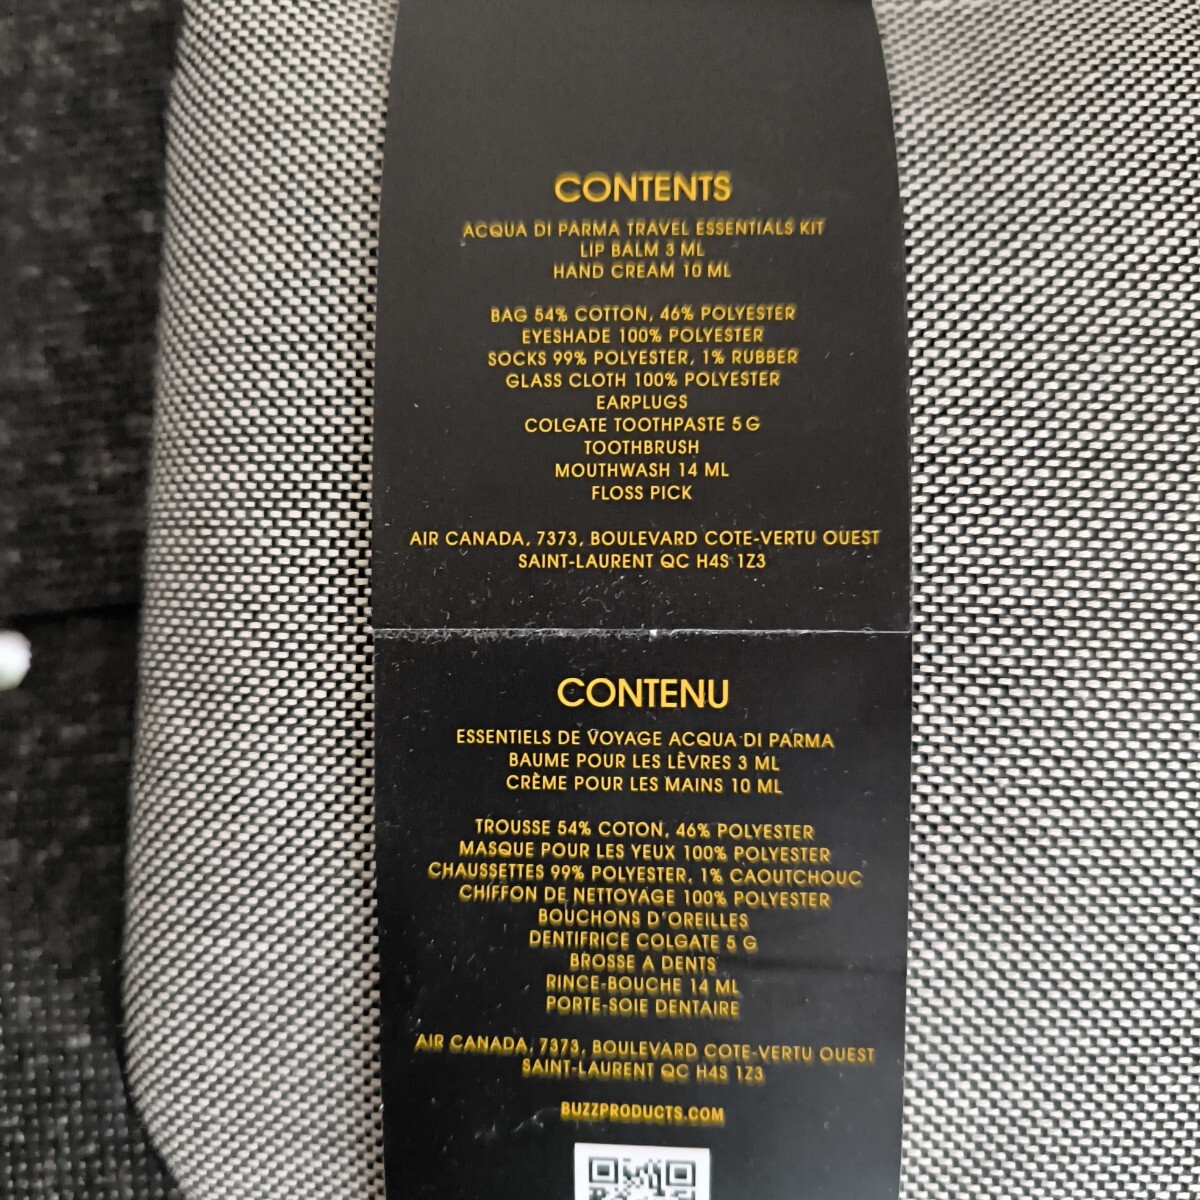 CONTENTS
ACQUA DI PARMA TRAVEL ESSENTIALS KIT
LIP BALM 3 ML
HAND CREAM 10 ML
BAG 54% COTTON, 46% POLYESTER
EYESHADE 100% POLYESTER
SOCKS 99% POLYESTER, 1% RUBBER
GLASS CLOTH 100% POLYESTER
EARPLUGS
COLGATE TOOTHPASTE 5 G
TOOTHBRUSH
MOUTHWASH 14 ML
FLOSS PICK
AIR CANADA, 7373, BOULEVARD COTE-VERTU OUEST
SAINT-LAURENT QC H4S 1Z3
CONTENU
ESSENTIELS DE VOYAGE ACQUA DI PARMA
BAUME POUR LES LÈVRES 3 ML
CRÈME POUR LES MAINS 10 ML
TROUSSE 54% COTON, 46% POLYESTER
MASQUE POUR LES YEUX 100% POLYESTER
CHAUSSETTES 99% POLYESTER, 1% CAOUTCHOUC
CHIFFON DE NETTOYAGE 100% POLYESTER
BOUCHONS D'OREILLES
DENTIFRICE COLGATE 5 G
BROSSE A DENTS
RINCE-BOUCHE 14 ML
PORTE-SOIE DENTAIRE
AIR CANADA, 7373, BOULEVARD COTE-VERTU OUEST
SAINT-LAURENT QC H4S 1Z3
BUZZPRODUCTS.COM